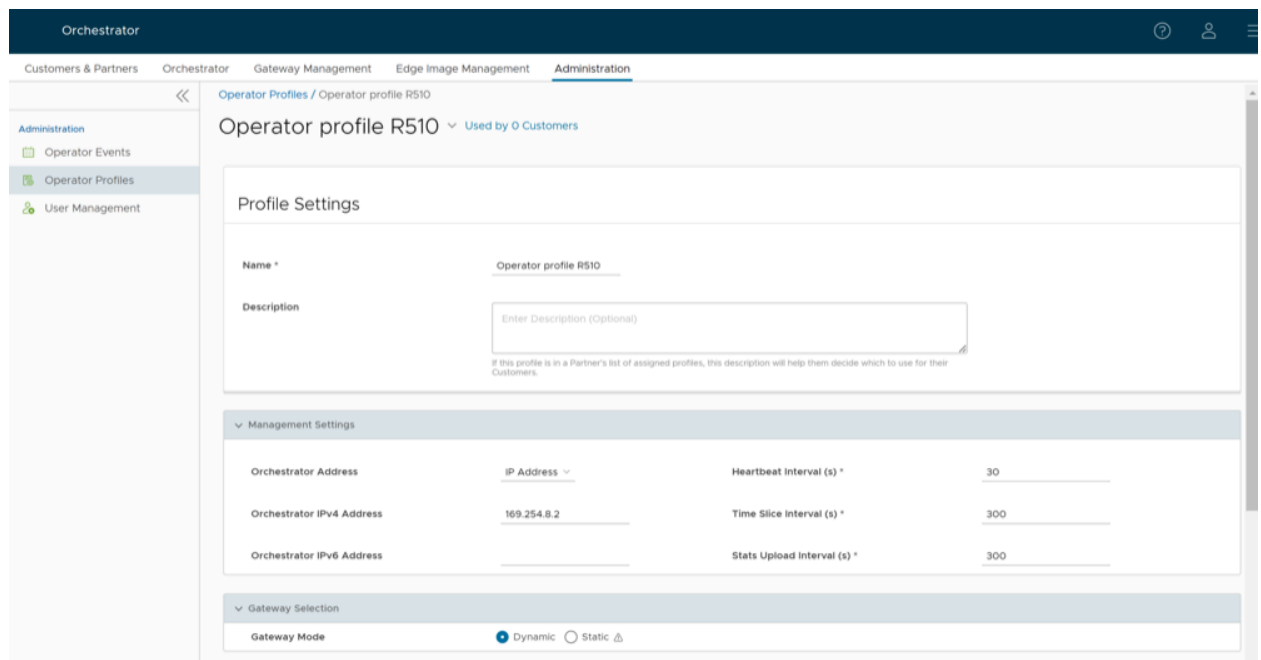 Orchestrator
Customers & Partners Orchestrator Gateway Management Edge Image Management Administration
Operator Profiles / Operator profile R510
Administration
Operator Events
Operator Profiles
User Management
Operator profile R510 Used by 0 Customers
Profile Settings
Name * Operator profile R510
Description
Enter Description (Optional)
If this profile is in a Partner's list of assigned profiles, this description will help them decide which to use for their
Customers.
Management Settings
Orchestrator Address IP Address Heartbeat Interval (s) * 30
Orchestrator IPv4 Address 169.254.8.2 Time Slice Interval (s) * 300
Orchestrator IPv6 Address Stats Upload Interval (s) * 300
Gateway Selection
Gateway Mode Dynamic Static